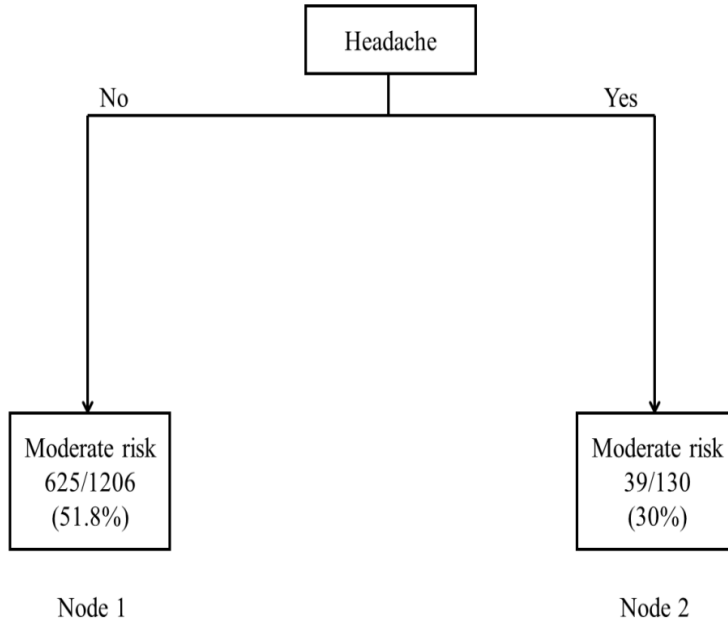 Headache
No
Yes
Moderate risk
625/1206
(51.8%)
Moderate risk
39/130
(30%)
Node 1
Node 2